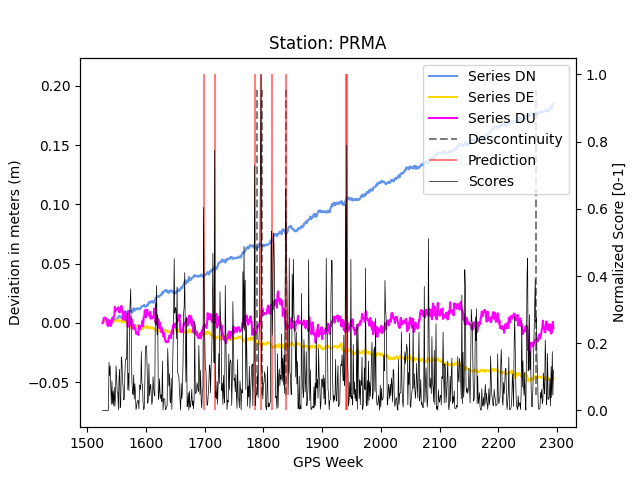 Station: PRMA
Series DN
Series DE
Series DU
Descontinuity
Prediction
Scores
Deviation in meters (m)
0.20
0.15
0.10
0.05
0.00
−0.05
Normalized Score [0-1]
1.0
0.8
0.6
0.4
0.2
0.0
1500 1600 1700 1800 1900 2000 2100 2200 2300
GPS Week